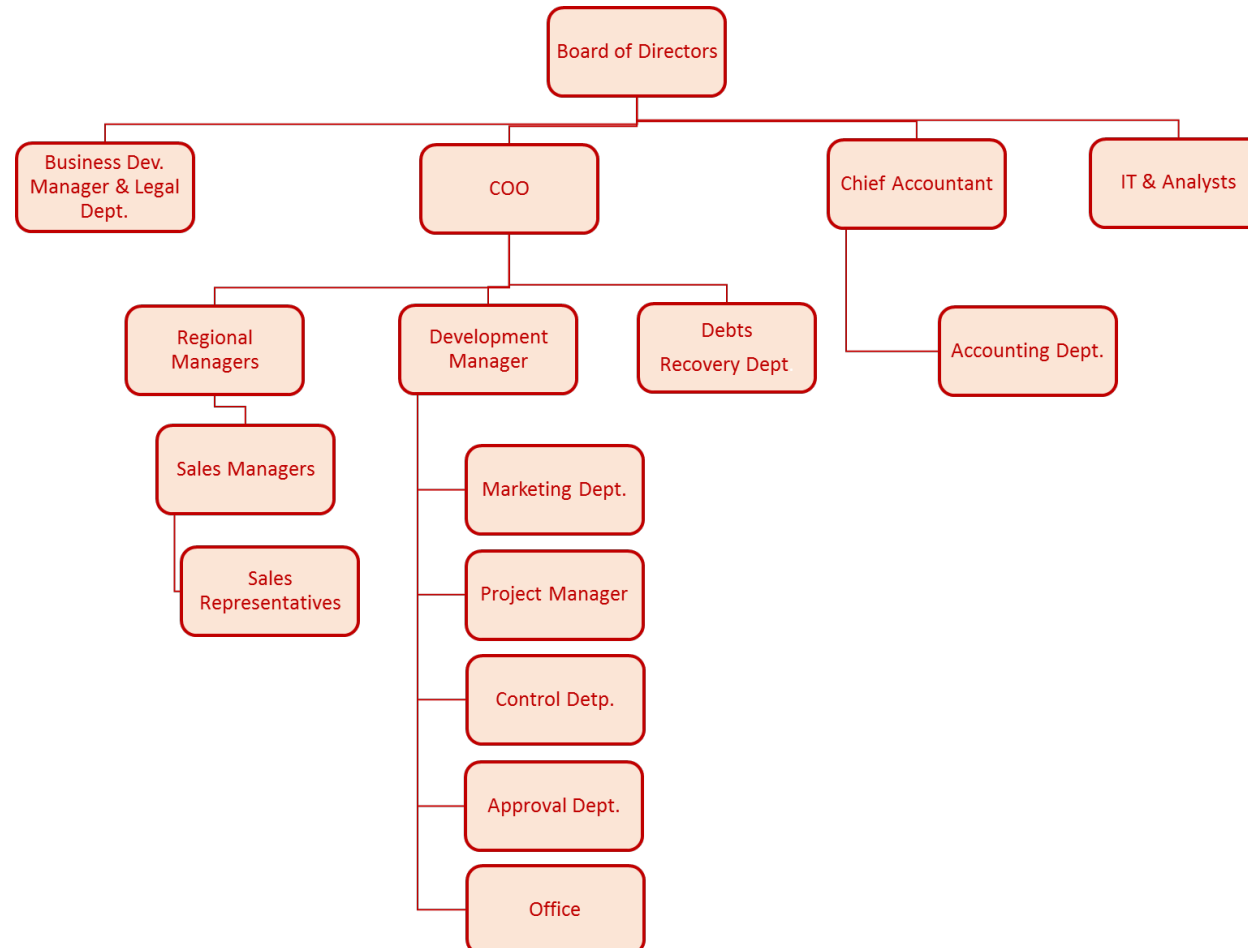 Board of Directors
Business Dev.
Manager & Legal
Dept.
COO
Chief Accountant
IT & Analysts
Regional
Managers
Development
Manager
Debts
Recovery Dept
Accounting Dept.
Sales Managers
Marketing Dept.
Sales
Representatives
Project Manager
Control Detp.
Approval Dept.
Office